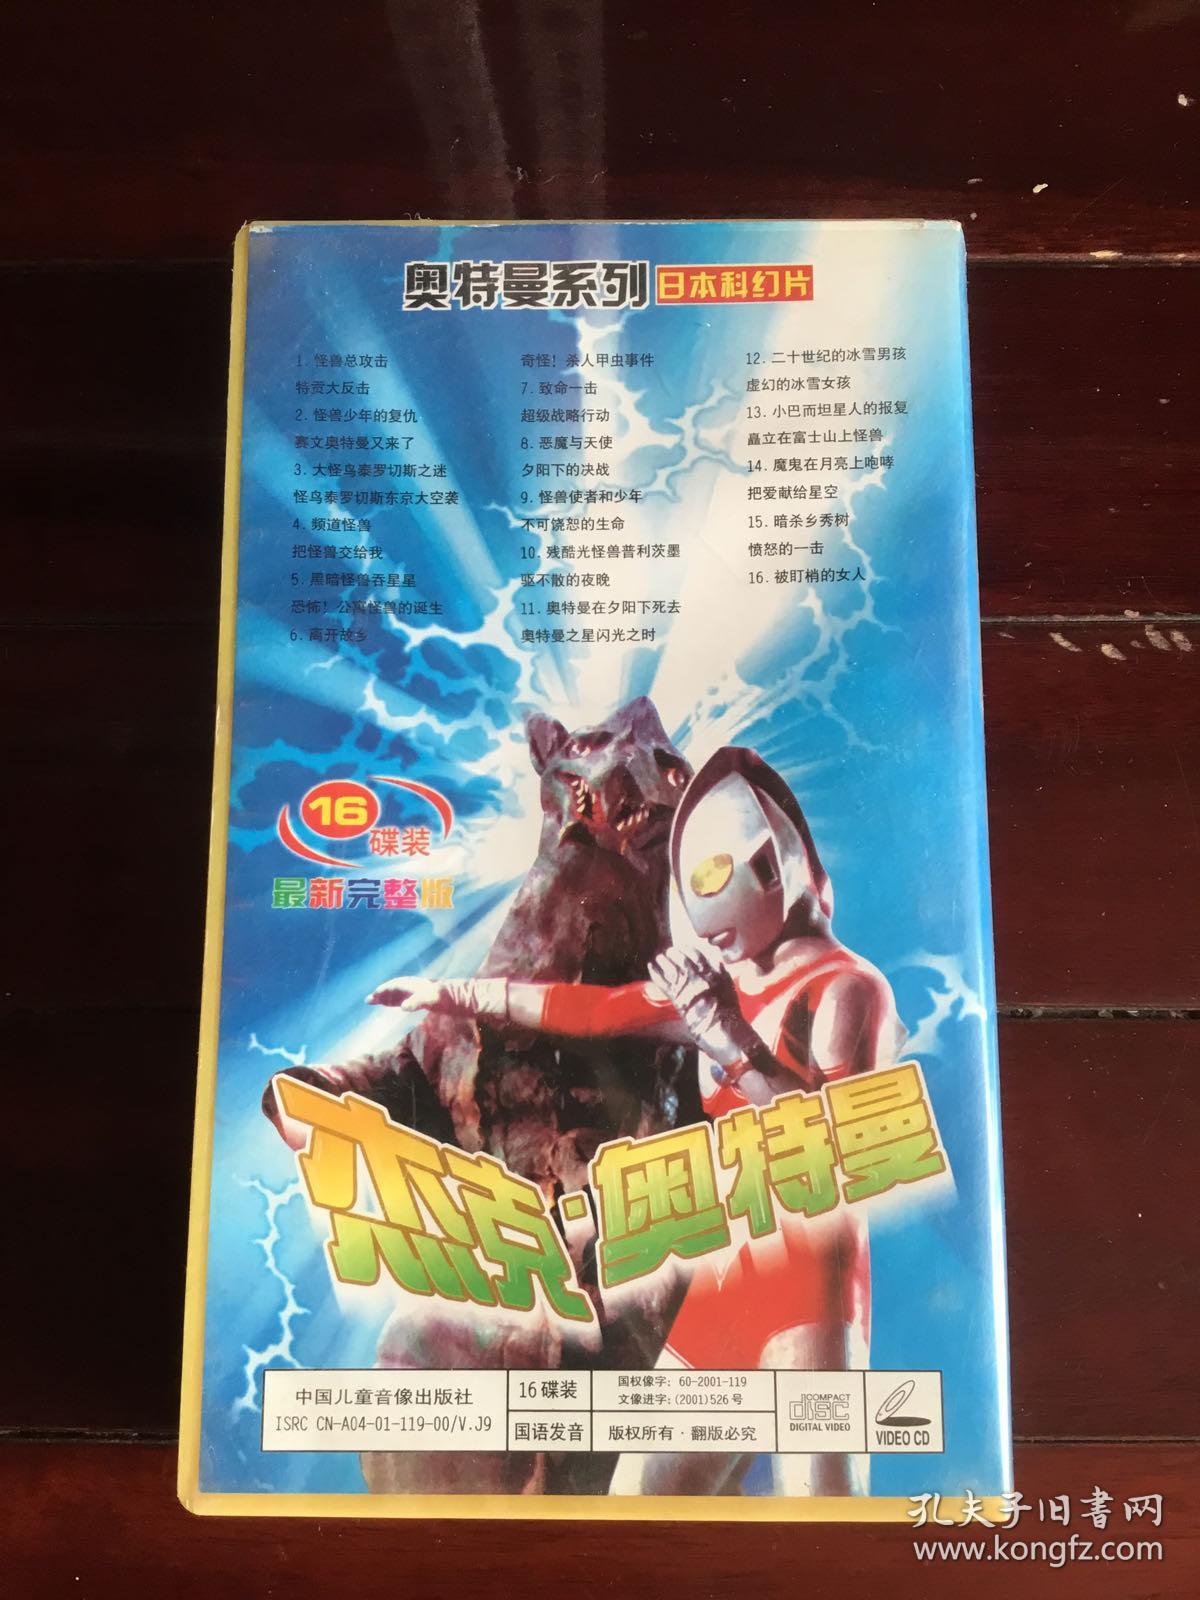 奥特曼系列 日本科幻片
1. 怪兽总攻击
特贡大反击
2. 怪兽少年的复仇
赛文奥特曼又来了
3. 大怪鸟泰罗切斯之迷
怪鸟泰罗切斯东京大空袭
4. 频道怪兽
把怪兽交给我
5. 黑暗怪兽吞星星
恐怖！公寓怪兽的诞生
6. 离开故乡
奇怪！杀人甲虫事件
7. 致命一击
超级战略行动
8. 恶魔与天使
夕阳下的决战
9. 怪兽使者和少年
不可饶恕的生命
10. 残酷光怪兽普利茨墨
驱不散的夜晚
11. 奥特曼在夕阳下死去
奥特曼之星闪光之时
12. 二十世纪的冰雪男孩
虚幻的冰雪女孩
13. 小巴而坦星人的报复
矗立在富士山上怪兽
14. 魔鬼在月亮上咆哮
把爱献给星空
15. 暗杀乡秀树
愤怒的一击
16. 被盯梢的女人
16
碟装
最新完整版
杰克·奥特曼
中国儿童音像出版社
ISRC CN-A04-01-119-00/V.J9
16碟装
国语发音
国权像字: 60-2001-119
文像进字: (2001)526号
版权所有·翻版必究
COMPACT
disc
DIGITAL VIDEO
VIDEO CD
孔夫子旧书网
www.kongfz.com